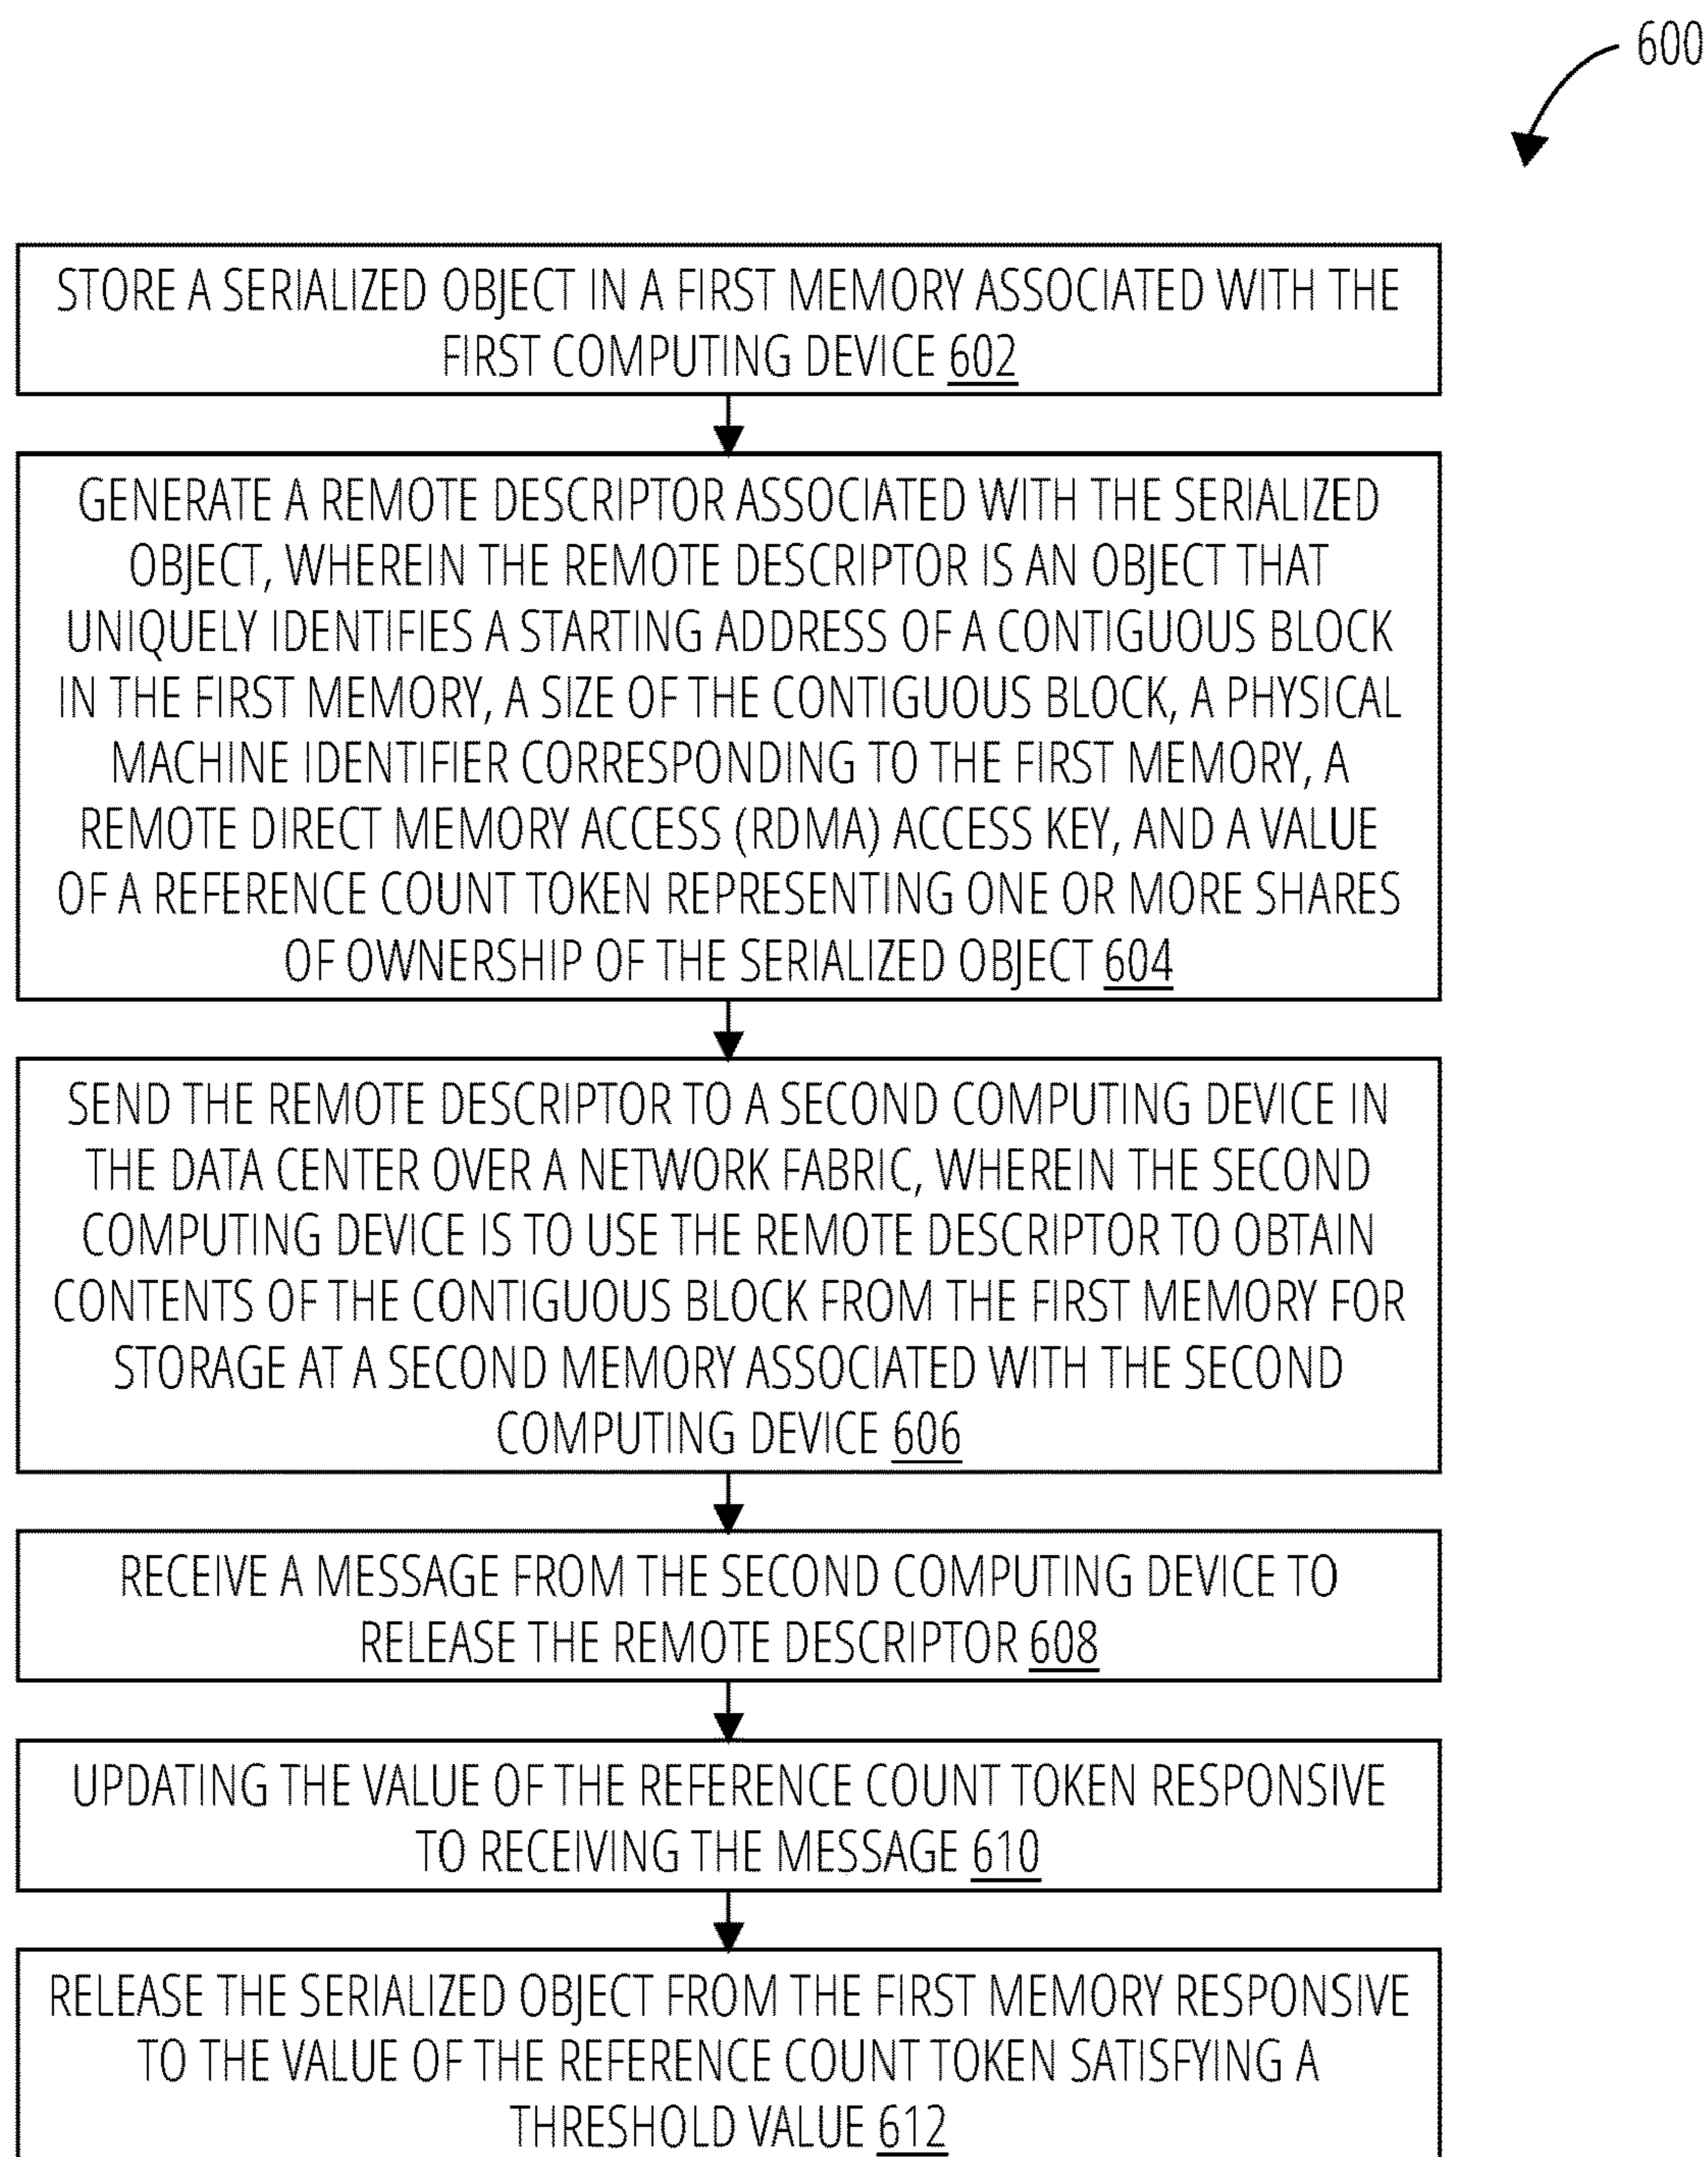 600
STORE A SERIALIZED OBJECT IN A FIRST MEMORY ASSOCIATED WITH THE
FIRST COMPUTING DEVICE 602
GENERATE A REMOTE DESCRIPTOR ASSOCIATED WITH THE SERIALIZED
OBJECT, WHEREIN THE REMOTE DESCRIPTOR IS AN OBJECT THAT
UNIQUELY IDENTIFIES A STARTING ADDRESS OF A CONTIGUOUS BLOCK
IN THE FIRST MEMORY, A SIZE OF THE CONTIGUOUS BLOCK, A PHYSICAL
MACHINE IDENTIFIER CORRESPONDING TO THE FIRST MEMORY, A
REMOTE DIRECT MEMORY ACCESS (RDMA) ACCESS KEY, AND A VALUE
OF A REFERENCE COUNT TOKEN REPRESENTING ONE OR MORE SHARES
OF OWNERSHIP OF THE SERIALIZED OBJECT 604
SEND THE REMOTE DESCRIPTOR TO A SECOND COMPUTING DEVICE IN
THE DATA CENTER OVER A NETWORK FABRIC, WHEREIN THE SECOND
COMPUTING DEVICE IS TO USE THE REMOTE DESCRIPTOR TO OBTAIN
CONTENTS OF THE CONTIGUOUS BLOCK FROM THE FIRST MEMORY FOR
STORAGE AT A SECOND MEMORY ASSOCIATED WITH THE SECOND
COMPUTING DEVICE 606
RECEIVE A MESSAGE FROM THE SECOND COMPUTING DEVICE TO
RELEASE THE REMOTE DESCRIPTOR 608
UPDATING THE VALUE OF THE REFERENCE COUNT TOKEN RESPONSIVE
TO RECEIVING THE MESSAGE 610
RELEASE THE SERIALIZED OBJECT FROM THE FIRST MEMORY RESPONSIVE
TO THE VALUE OF THE REFERENCE COUNT TOKEN SATISFYING A
THRESHOLD VALUE 612